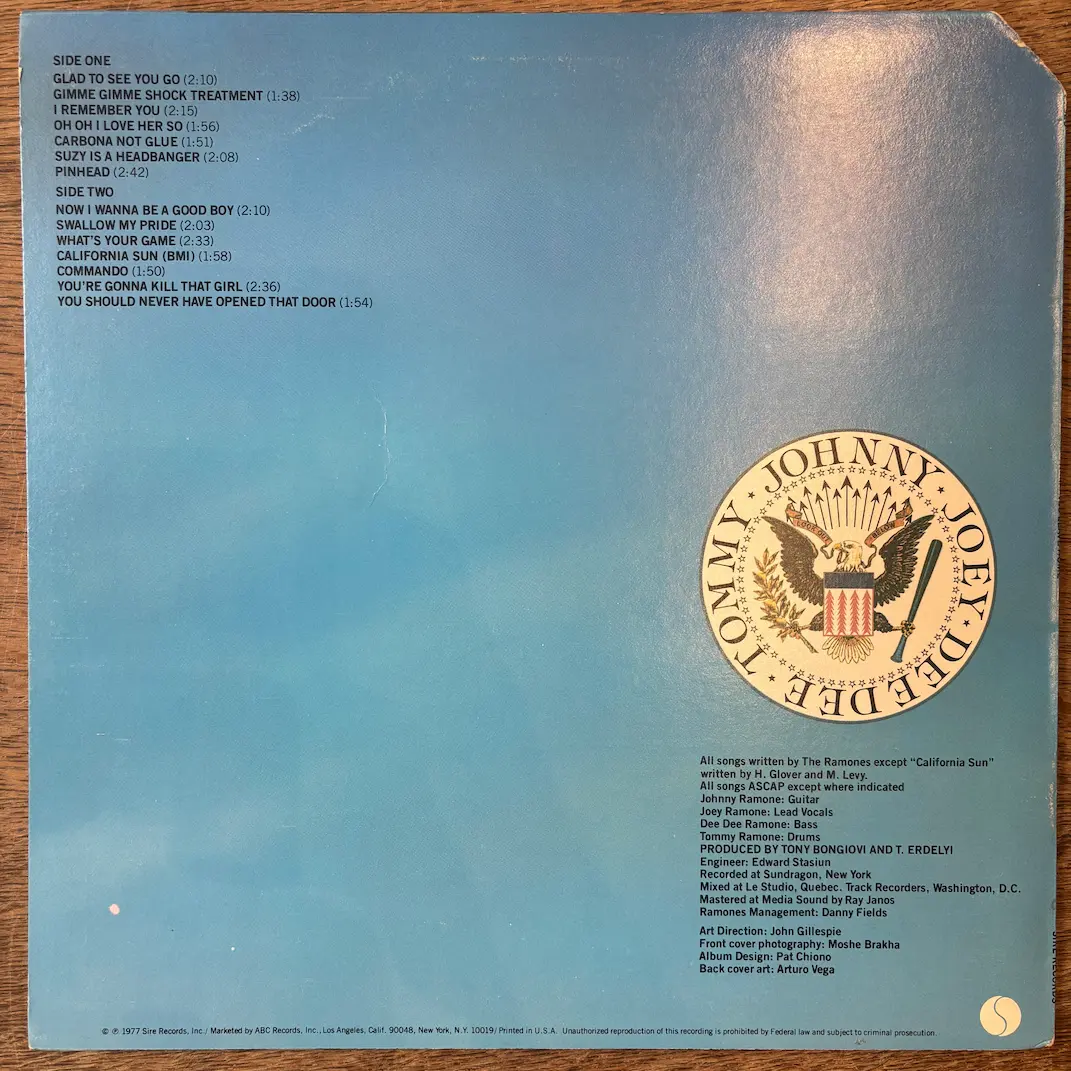 SIDE ONE
GLAD TO SEE YOU GO (2:10)
GIMME GIMME SHOCK TREATMENT (1:38)
I REMEMBER YOU (2:15)
OH OH I LOVE HER SO (1:56)
CARBONA NOT GLUE (1:51)
SUZY IS A HEADBANGER (2:08)
PINHEAD (2:42)
SIDE TWO
NOW I WANNA BE A GOOD BOY (2:10)
SWALLOW MY PRIDE (2:03)
WHAT'S YOUR GAME (2:33)
CALIFORNIA SUN (BMI) (1:58)
COMMANDO (1:50)
YOU'RE GONNA KILL THAT GIRL (2:36)
YOU SHOULD NEVER HAVE OPENED THAT DOOR (1:54)
JOHNNY · JOEY · DEE DEE · TOMMY ·
LOOK OUT BELOW
All songs written by The Ramones except "California Sun"
written by H. Glover and M. Levy.
All songs ASCAP except where indicated
Johnny Ramone: Guitar
Joey Ramone: Lead Vocals
Dee Dee Ramone: Bass
Tommy Ramone: Drums
PRODUCED BY TONY BONGIOVI AND T. ERDELYI
Engineer: Edward Stasiun
Recorded at Sundragon, New York
Mixed at Le Studio, Quebec. Track Recorders, Washington, D.C.
Mastered at Media Sound by Ray Janos
Ramones Management: Danny Fields
Art Direction: John Gillespie
Front cover photography: Moshe Brakha
Album Design: Pat Chiono
Back cover art: Arturo Vega
SIRE RECORDS
© ℗ 1977 Sire Records, Inc./ Marketed by ABC Records, Inc., Los Angeles, Calif. 90048, New York, N.Y. 10019/ Printed in U.S.A. Unauthorized reproduction of this recording is prohibited by Federal law and subject to criminal prosecution.